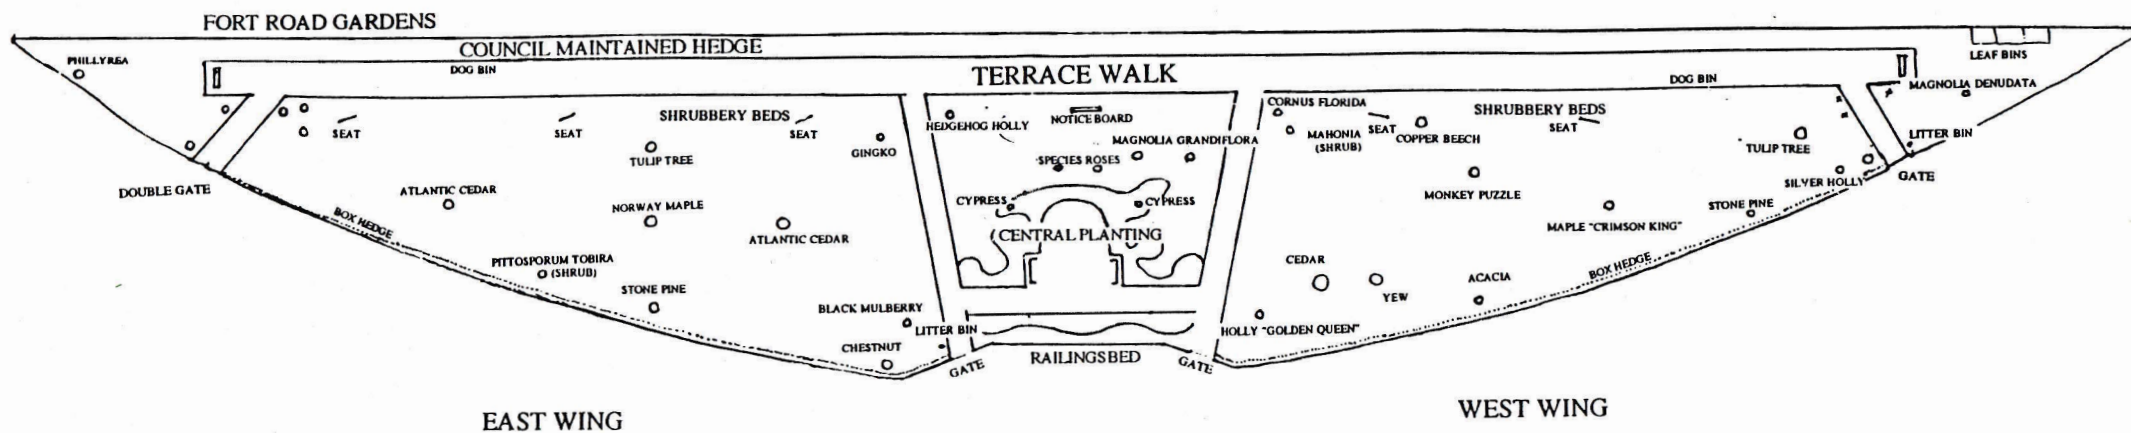 FORT ROAD GARDENS
COUNCIL MAINTAINED HEDGE
LEAF BINS
PHILLYREA
DOG BIN
TERRACE WALK
DOG BIN
MAGNOLIA DENUDATA
SEAT
SEAT
SHRUBBERY BEDS
SEAT
GINGKO
HEDGEHOG HOLLY
NOTICE BOARD
MAGNOLIA GRANDIFLORA
SPECIES ROSES
CORNUS FLORIDA
MAHONIA
(SHRUB)
SEAT
COPPER BEECH
SHRUBBERY BEDS
SEAT
TULIP TREE
LITTER BIN
TULIP TREE
DOUBLE GATE
ATLANTIC CEDAR
BOX HEDGE
NORWAY MAPLE
ATLANTIC CEDAR
CYPRESS
CYPRESS
CENTRAL PLANTING
MONKEY PUZZLE
SILVER HOLLY
GATE
STONE PINE
MAPLE "CRIMSON KING"
PITTOSPORUM TOBIRA
(SHRUB)
STONE PINE
BLACK MULBERRY
LITTER BIN
CHESTNUT
GATE
RAILINGS BED
GATE
CEDAR
YEW
ACACIA
BOX HEDGE
HOLLY "GOLDEN QUEEN"
EAST WING
WEST WING